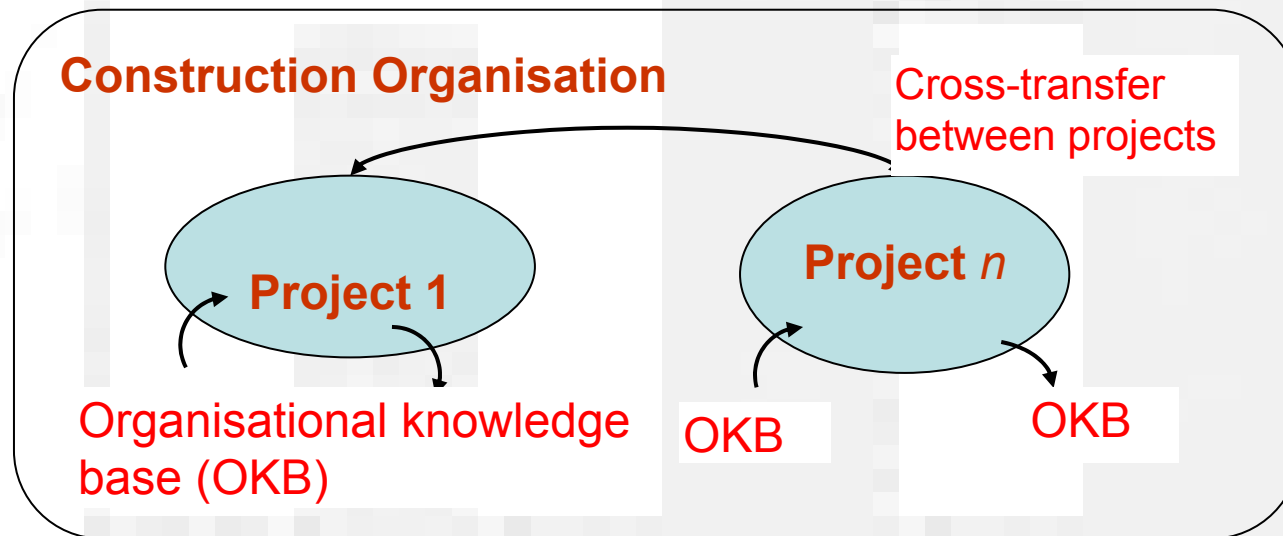 Construction Organisation
Cross-transfer
between projects
Project 1
Project n
Organisational knowledge
base (OKB)
OKB
OKB